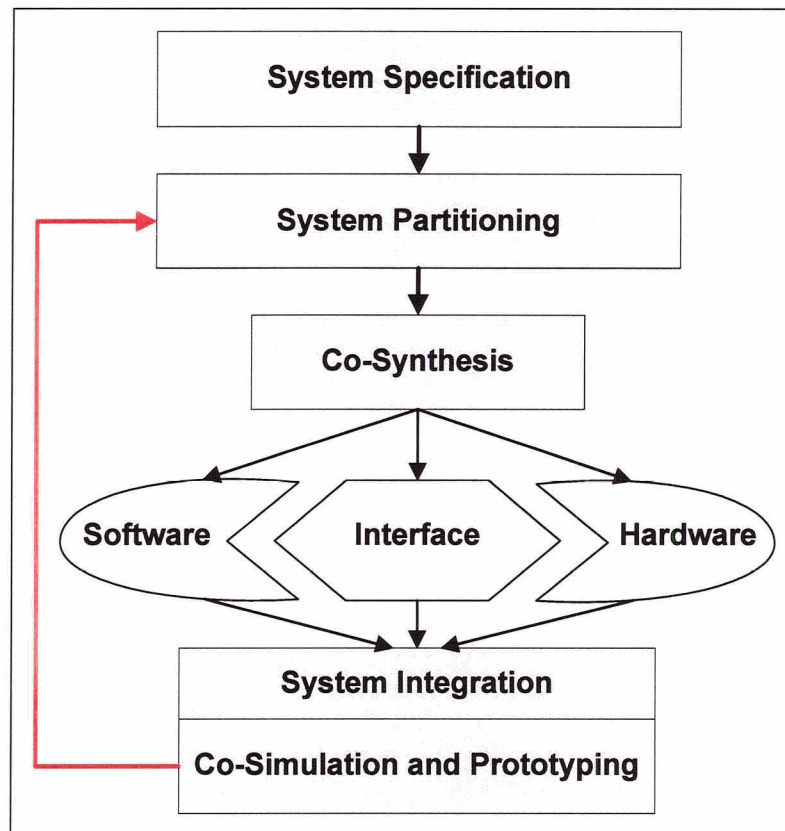 System Specification
System Partitioning
Co-Synthesis
Software
Interface
Hardware
System Integration
Co-Simulation and Prototyping